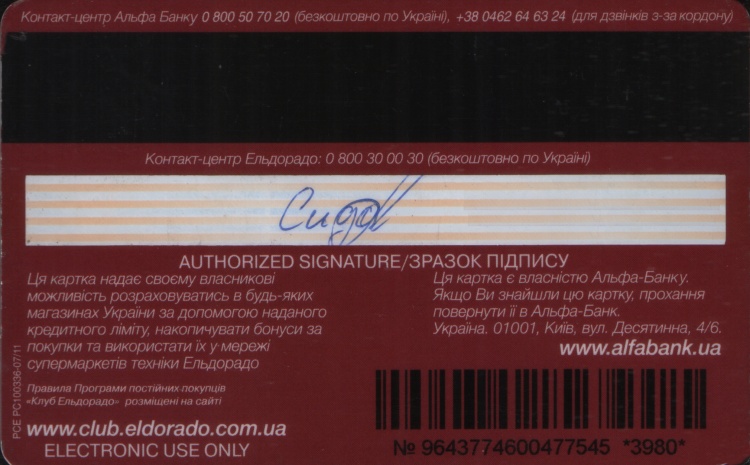 Контакт-центр Альфа Банку 0 800 50 70 20 (безкоштовно по Україні), +38 0462 64 63 24 (для дзвінків з-за кордону)
Контакт-центр Ельдорадо: 0 800 30 00 30 (безкоштовно по Україні)
AUTHORIZED SIGNATURE/ЗРАЗОК ПІДПИСУ
Ця картка надає своєму власникові
можливість розраховуватись в будь-яких
магазинах України за допомогою наданого
кредитного ліміту, накопичувати бонуси за
покупки та використати їх у мережі
супермаркетів техніки Ельдорадо
Правила Програми постійних покупців
«Клуб Ельдорадо» розміщені на сайті
www.club.eldorado.com.ua
ELECTRONIC USE ONLY
Ця картка є власністю Альфа-Банку.
Якщо Ви знайшли цю картку, прохання
повернути її в Альфа-Банк.
Україна. 01001, Київ, вул. Десятинна, 4/6.
www.alfabank.ua
№ 9643774600477545 *3980*
PCE PC100336-07/11